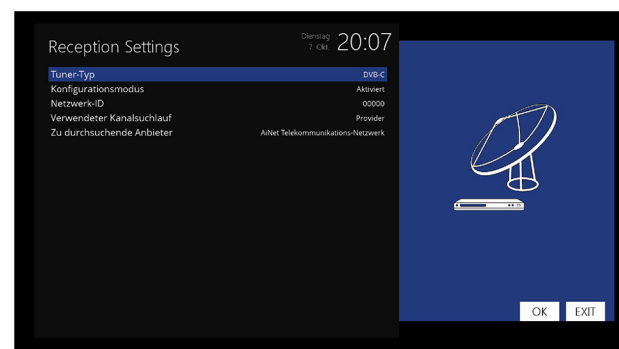 Reception Settings
Dienstag
7. Okt.
20:07
Tuner-Typ DVB-C
Konfigurationsmodus Aktiviert
Netzwerk-ID 00000
Verwendeter Kanalsuchlauf Provider
Zu durchsuchende Anbieter AiNet Telekommunikations-Netzwerk
OK EXIT